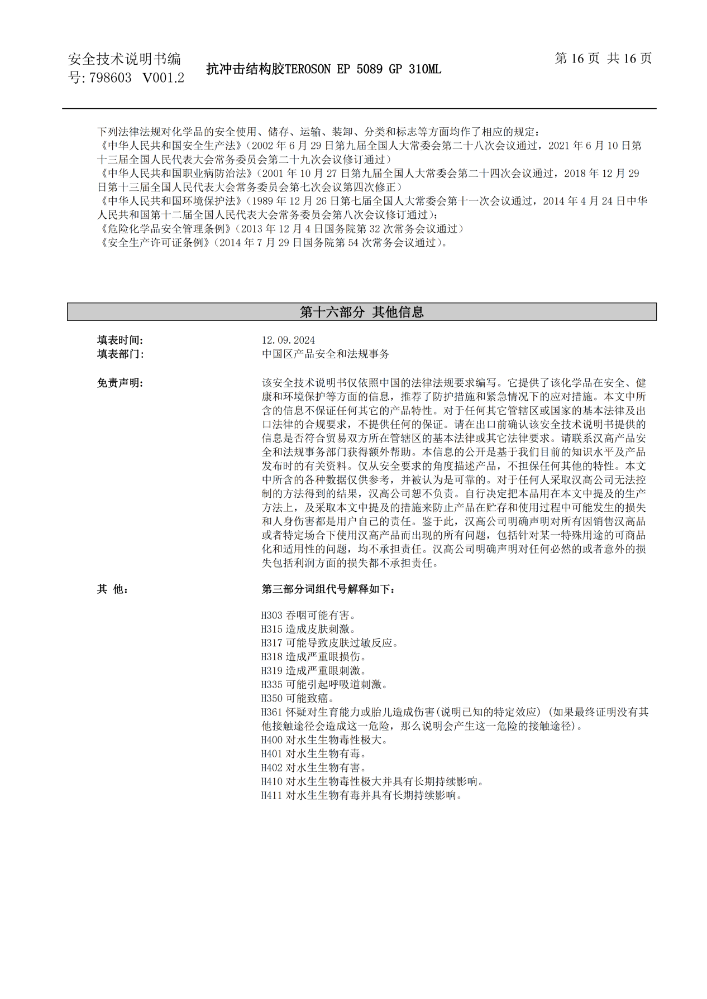 安全技术说明书编
号: 798603 V001.2
抗冲击结构胶TEROSON EP 5089 GP 310ML
第 16 页 共 16 页
下列法律法规对化学品的安全使用、储存、运输、装卸、分类和标志等方面均作了相应的规定：
《中华人民共和国安全生产法》（2002 年 6 月 29 日第九届全国人大常委会第二十八次会议通过，2021 年 6 月 10 日第
十三届全国人民代表大会常务委员会第二十九次会议修订通过）
《中华人民共和国职业病防治法》（2001 年 10 月 27 日第九届全国人大常委会第二十四次会议通过，2018 年 12 月 29
日第十三届全国人民代表大会常务委员会第七次会议第四次修正）
《中华人民共和国环境保护法》（1989 年 12 月 26 日第七届全国人大常委会第十一次会议通过，2014 年 4 月 24 日中华
人民共和国第十二届全国人民代表大会常务委员会第八次会议修订通过）；
《危险化学品安全管理条例》（2013 年 12 月 4 日国务院第 32 次常务会议通过）
《安全生产许可证条例》（2014 年 7 月 29 日国务院第 54 次常务会议通过）。
第十六部分 其他信息
填表时间: 12.09.2024
填表部门: 中国区产品安全和法规事务
免责声明: 该安全技术说明书仅依照中国的法律法规要求编写。它提供了该化学品在安全、健
康和环境保护等方面的信息，推荐了防护措施和紧急情况下的应对措施。本文中所
含的信息不保证任何其它的产品特性。对于任何其它管辖区或国家的基本法律及出
口法律的合规要求，不提供任何的保证。请在出口前确认该安全技术说明书提供的
信息是否符合贸易双方所在管辖区的基本法律或其它法律要求。请联系汉高产品安
全和法规事务部门获得额外帮助。本信息的公开是基于我们目前的知识水平及产品
发布时的有关资料。仅从安全要求的角度描述产品，不担保任何其他的特性。本文
中所含的各种数据仅供参考，并被认为是可靠的。对于任何人采取汉高公司无法控
制的方法得到的结果，汉高公司恕不负责。自行决定把本品用在本文中提及的生产
方法上，及采取本文中提及的措施来防止产品在贮存和使用过程中可能发生的损失
和人身伤害都是用户自己的责任。鉴于此，汉高公司明确声明对所有因销售汉高品
或者特定场合下使用汉高产品而出现的所有问题，包括针对某一特殊用途的可商品
化和适用性的问题，均不承担责任。汉高公司明确声明对任何必然的或者意外的损
失包括利润方面的损失都不承担责任。
其 他: 第三部分词组代号解释如下:
H303 吞咽可能有害。
H315 造成皮肤刺激。
H317 可能导致皮肤过敏反应。
H318 造成严重眼损伤。
H319 造成严重眼刺激。
H335 可能引起呼吸道刺激。
H350 可能致癌。
H361 怀疑对生育能力或胎儿造成伤害(说明已知的特定效应) (如果最终证明没有其
他接触途径会造成这一危险，那么说明会产生这一危险的接触途径)。
H400 对水生生物毒性极大。
H401 对水生生物有毒。
H402 对水生生物有害。
H410 对水生生物毒性极大并具有长期持续影响。
H411 对水生生物有毒并具有长期持续影响。